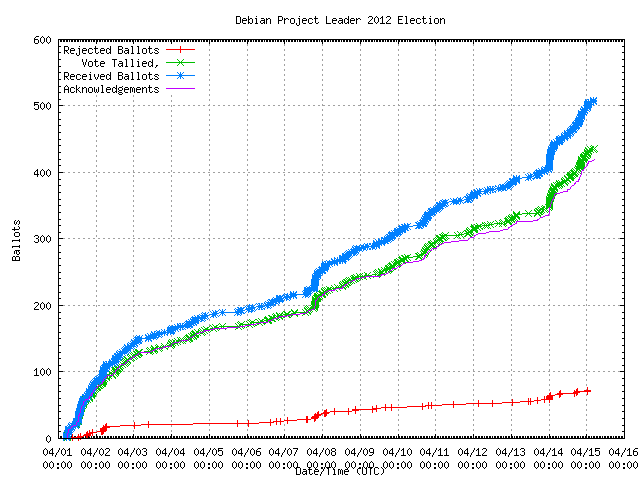 Debian Project Leader 2012 Election
600
Rejected Ballots
Vote Tallied,
Received Ballots
Acknowledgements
500
400
300
200
100
0
Ballots
04/01 04/02 04/03 04/04 04/05 04/06 04/07 04/08 04/09 04/10 04/11 04/12 04/13 04/14 04/15 04/16
00:00 00:00 00:00 00:00 00:00 00:00 00:00 00:00 00:00 00:00 00:00 00:00 00:00 00:00 00:00 00:00
Date/Time (UTC)